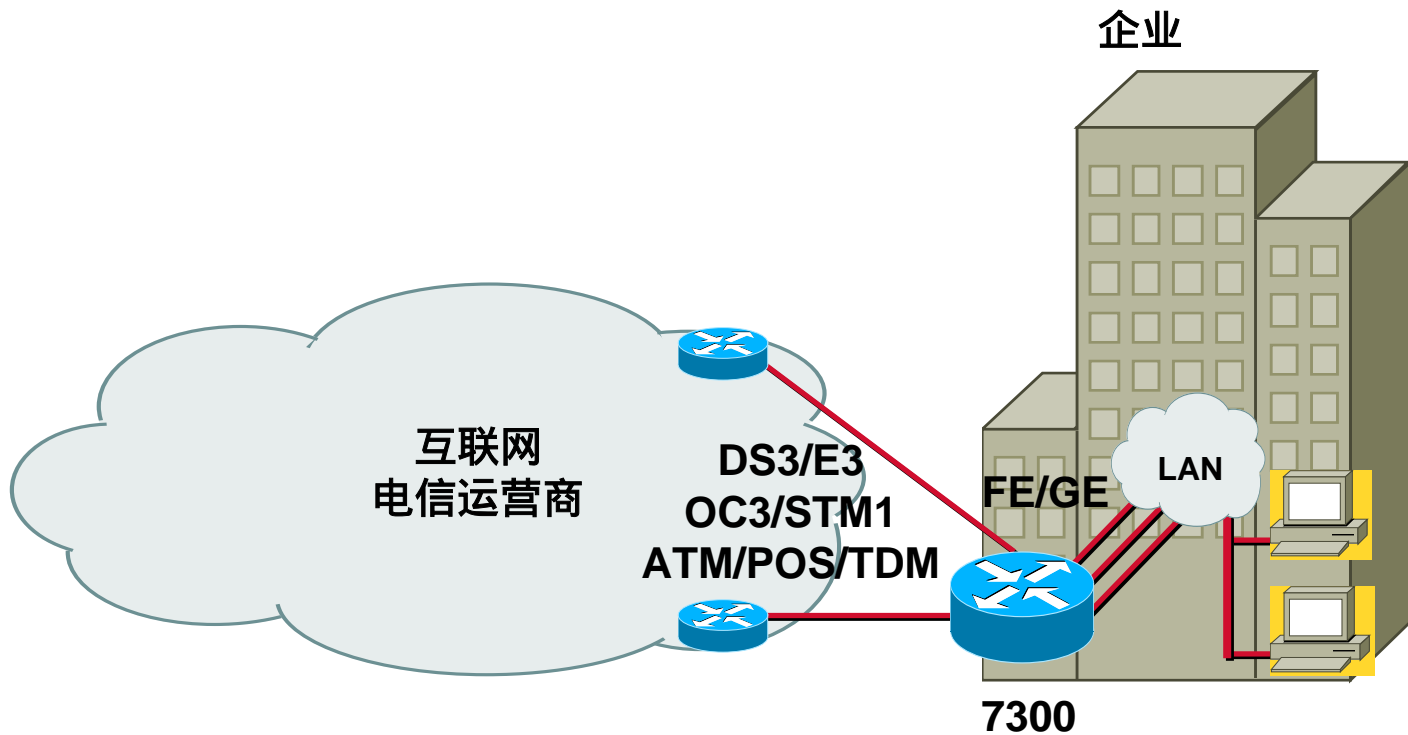 企业
互联网
电信运营商
DS3/E3
OC3/STM1
ATM/POS/TDM
FE/GE
LAN
7300